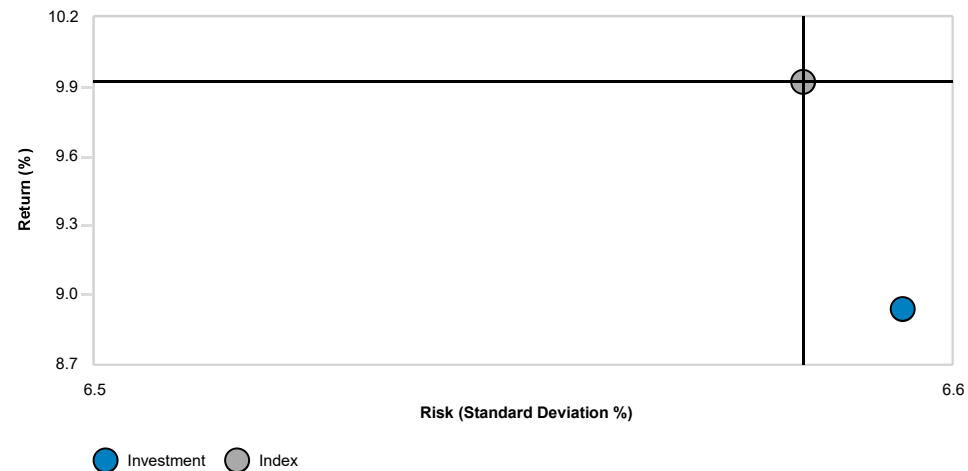 10.2
9.9
9.6
9.3
9.0
8.7
Return (%)
6.5
6.6
Risk (Standard Deviation %)
Investment
Index